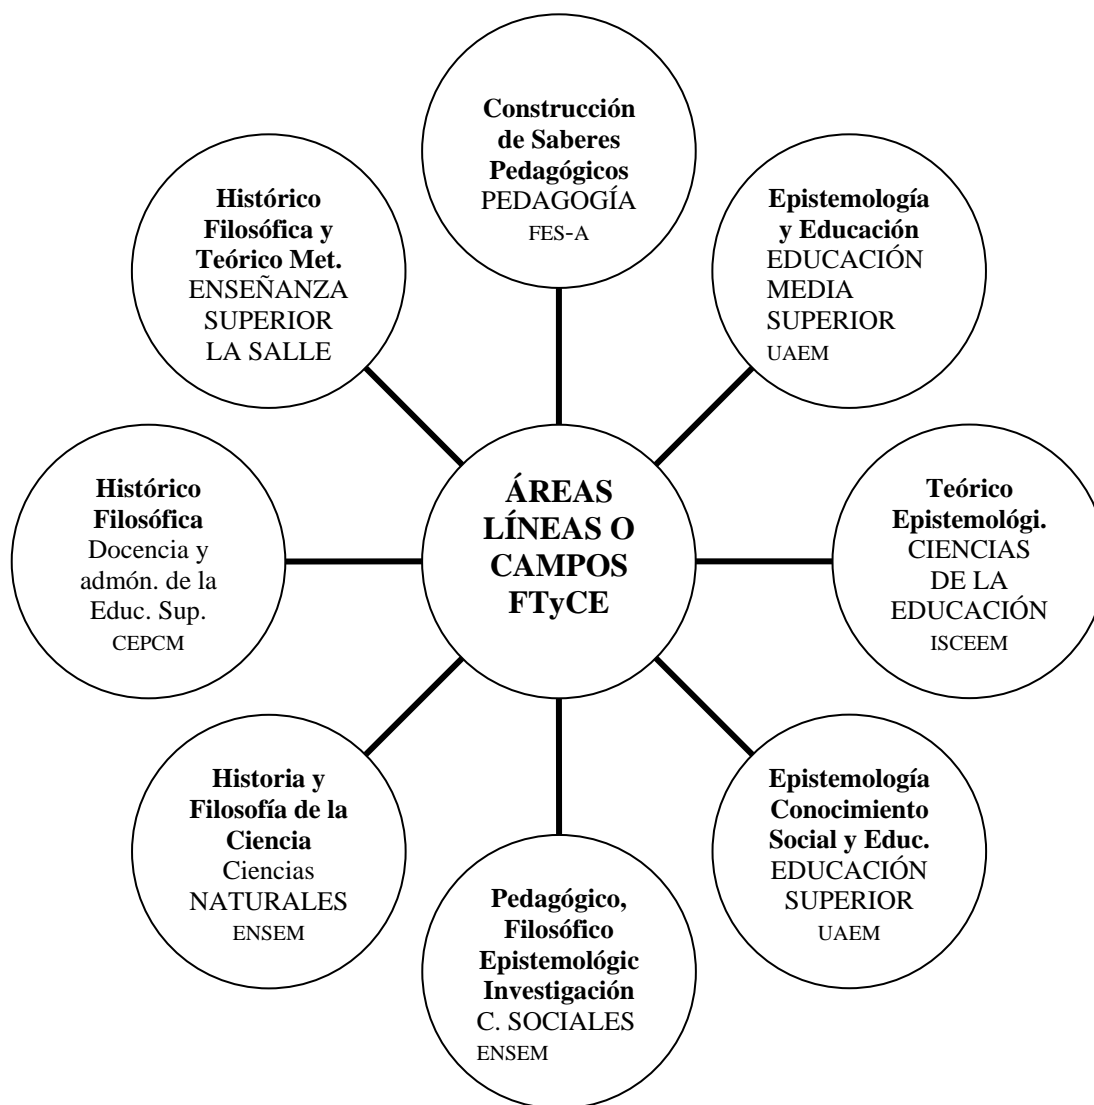 Construcción
de Saberes
Pedagógicos
PEDAGOGÍA
FES-A
Epistemología
y Educación
EDUCACIÓN
MEDIA
SUPERIOR
UAEM
Teórico
Epistemológi.
CIENCIAS
DE LA
EDUCACIÓN
ISCEEM
Epistemología
Conocimiento
Social y Educ.
EDUCACIÓN
SUPERIOR
UAEM
Pedagógico,
Filosófico
Epistemológic
Investigación
C. SOCIALES
ENSEM
Historia y
Filosofía de la
Ciencia
Ciencias
NATURALES
ENSEM
Histórico
Filosófica
Docencia y
admón. de la
Educ. Sup.
CEPCM
Histórico
Filosófica y
Teórico Met.
ENSEÑANZA
SUPERIOR
LA SALLE
ÁREAS
LÍNEAS O
CAMPOS
FTyCE